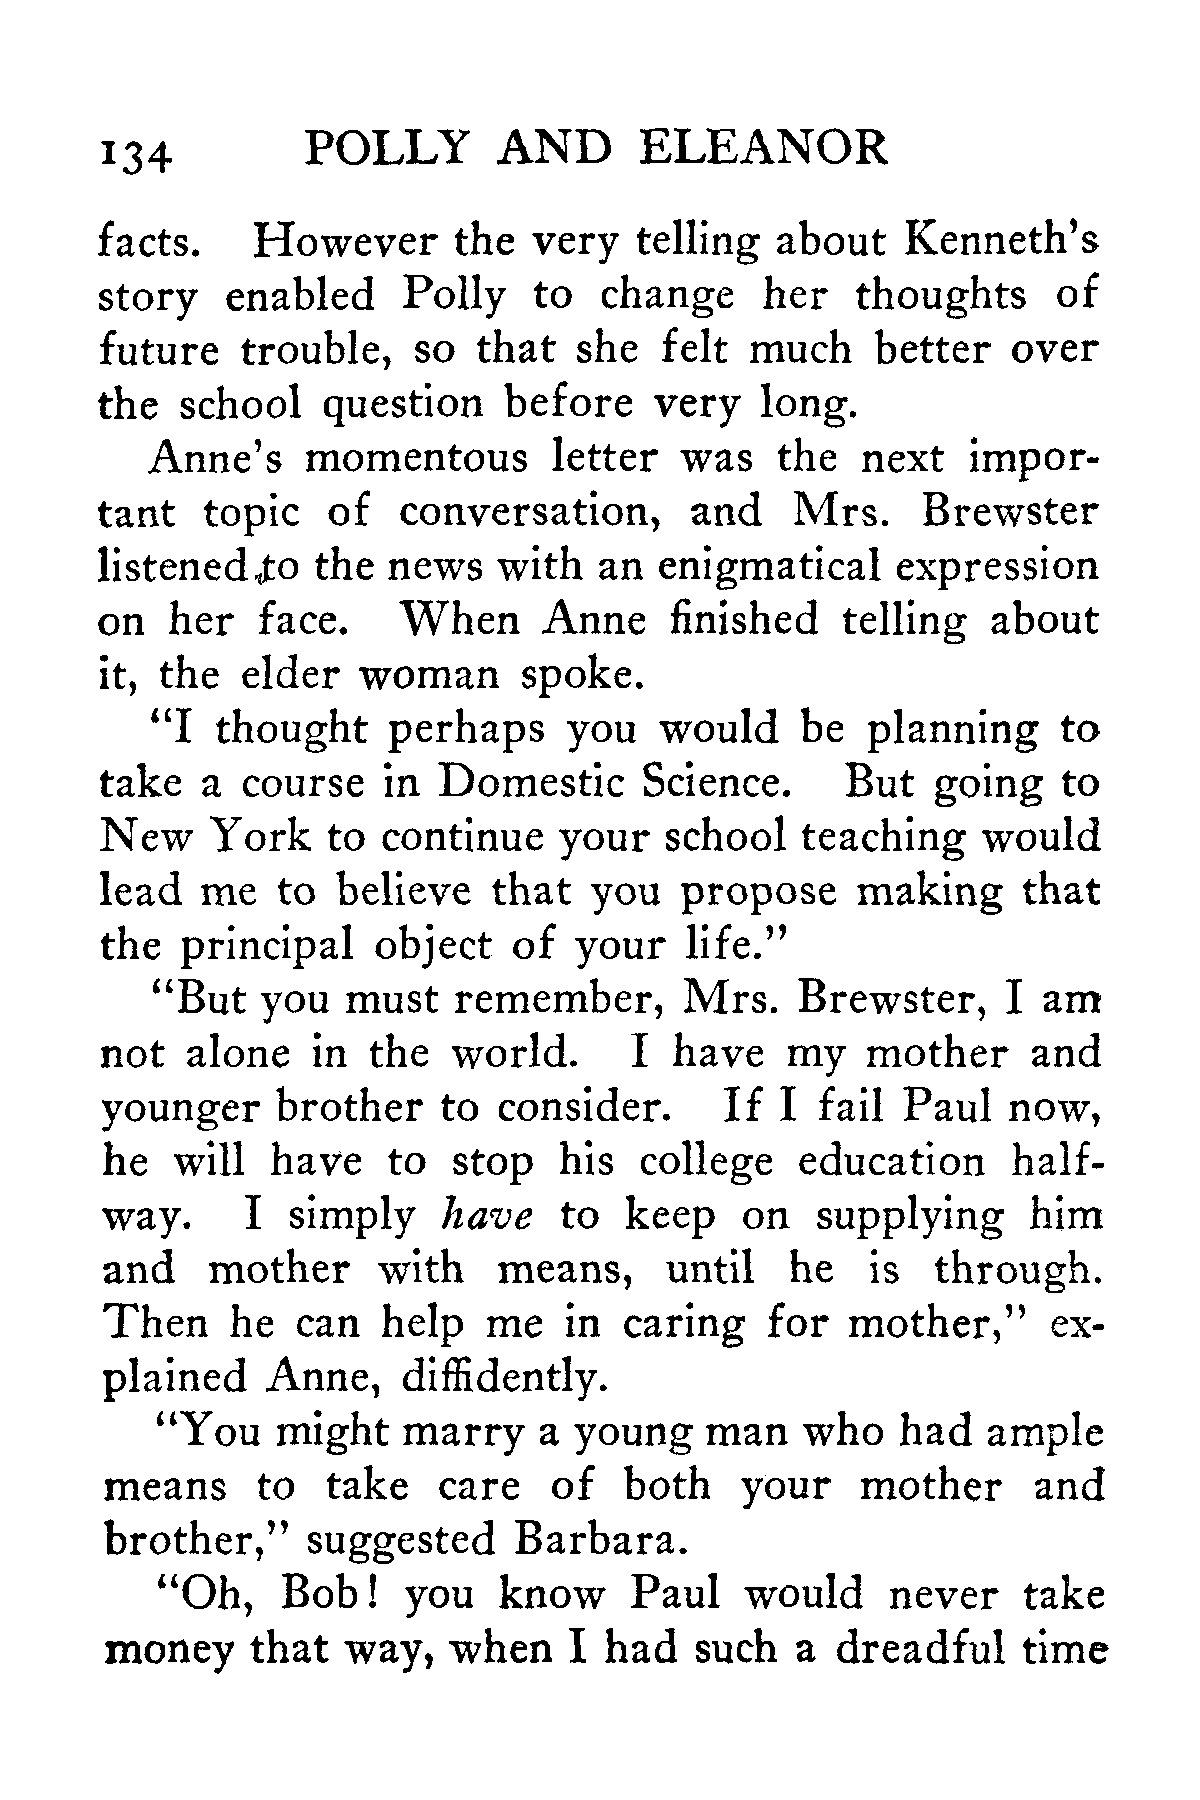 134 POLLY AND ELEANOR
facts. However the very telling about Kenneth's
story enabled Polly to change her thoughts of
future trouble, so that she felt much better over
the school question before very long.
Anne's momentous letter was the next impor-
tant topic of conversation, and Mrs. Brewster
listened to the news with an enigmatical expression
on her face. When Anne finished telling about
it, the elder woman spoke.
"I thought perhaps you would be planning to
take a course in Domestic Science. But going to
New York to continue your school teaching would
lead me to believe that you propose making that
the principal object of your life."
"But you must remember, Mrs. Brewster, I am
not alone in the world. I have my mother and
younger brother to consider. If I fail Paul now,
he will have to stop his college education half-
way. I simply have to keep on supplying him
and mother with means, until he is through.
Then he can help me in caring for mother," ex-
plained Anne, diffidently.
"You might marry a young man who had ample
means to take care of both your mother and
brother," suggested Barbara.
"Oh, Bob! you know Paul would never take
money that way, when I had such a dreadful time